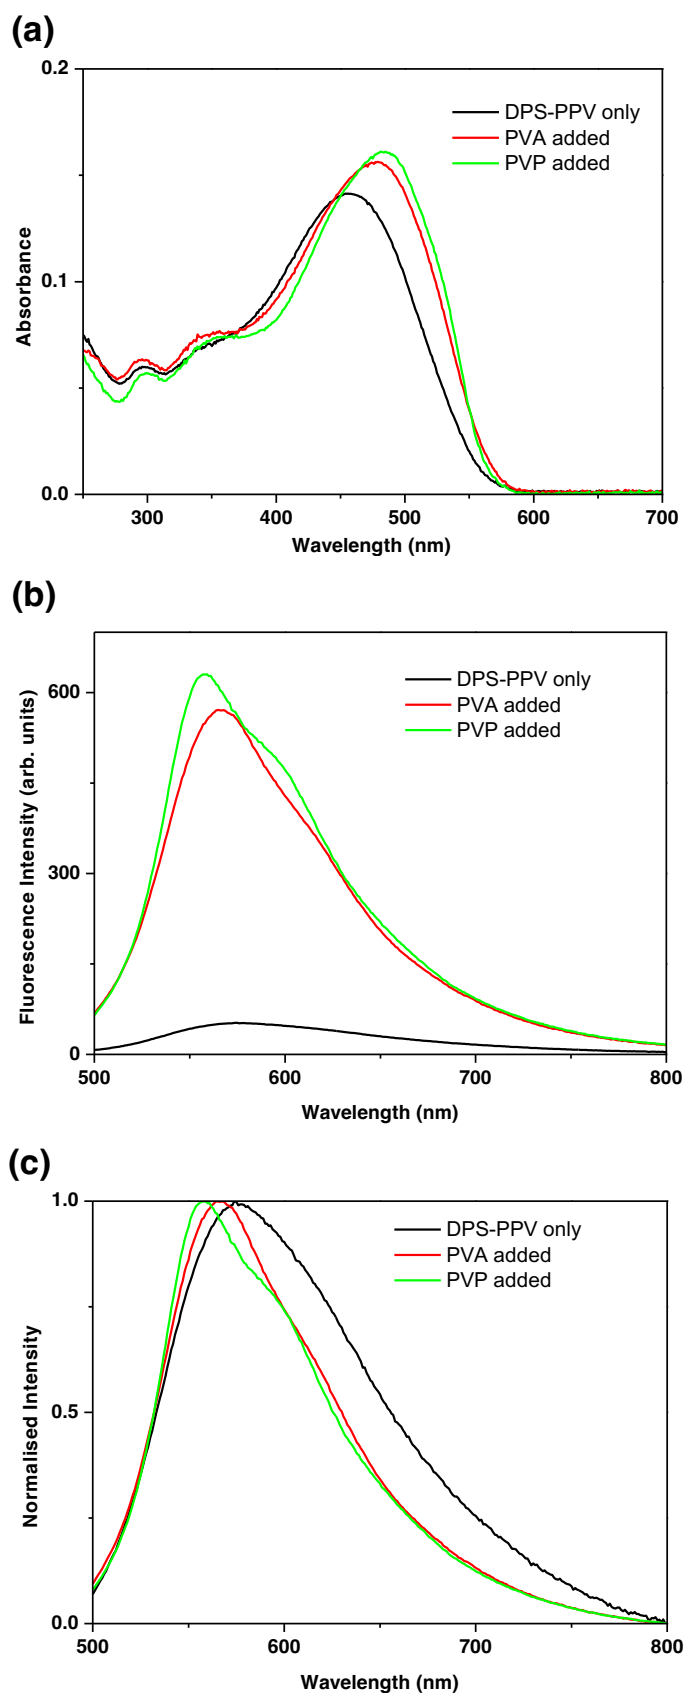 (a)
0.2
DPS-PPV only
PVA added
PVP added
Absorbance
0.1
0.0
300 400 500 600 700
Wavelength (nm)
(b)
DPS-PPV only
PVA added
PVP added
Fluorescence Intensity (arb. units)
600
300
0
500 600 700 800
Wavelength (nm)
(c)
1.0
DPS-PPV only
PVA added
PVP added
Normalised Intensity
0.5
0.0
500 600 700 800
Wavelength (nm)